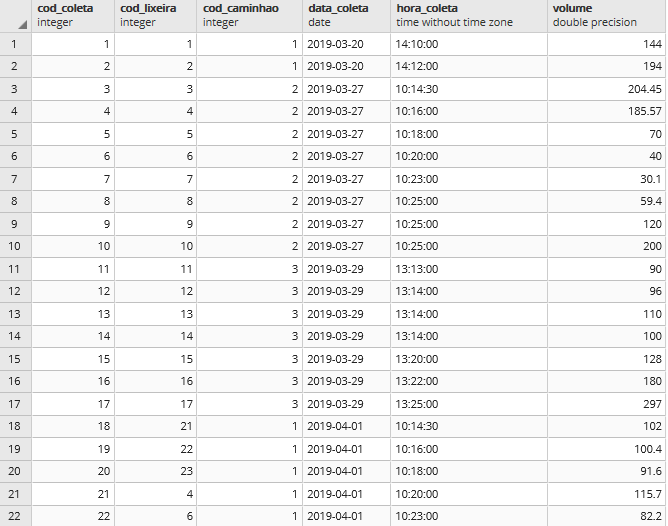 cod_coleta cod_lixeira cod_caminhao data_coleta hora_coleta volume
integer integer integer date time without time zone double precision
1 1 1 1 2019-03-20 14:10:00 144
2 2 2 1 2019-03-20 14:12:00 194
3 3 3 2 2019-03-27 10:14:30 204.45
4 4 4 2 2019-03-27 10:16:00 185.57
5 5 5 2 2019-03-27 10:18:00 70
6 6 6 2 2019-03-27 10:20:00 40
7 7 7 2 2019-03-27 10:23:00 30.1
8 8 8 2 2019-03-27 10:25:00 59.4
9 9 9 2 2019-03-27 10:25:00 120
10 10 10 2 2019-03-27 10:25:00 200
11 11 11 3 2019-03-29 13:13:00 90
12 12 12 3 2019-03-29 13:14:00 96
13 13 13 3 2019-03-29 13:14:00 110
14 14 14 3 2019-03-29 13:14:00 100
15 15 15 3 2019-03-29 13:20:00 128
16 16 16 3 2019-03-29 13:22:00 180
17 17 17 3 2019-03-29 13:25:00 297
18 18 21 1 2019-04-01 10:14:30 102
19 19 22 1 2019-04-01 10:16:00 100.4
20 20 23 1 2019-04-01 10:18:00 91.6
21 21 4 1 2019-04-01 10:20:00 115.7
22 22 6 1 2019-04-01 10:23:00 82.2